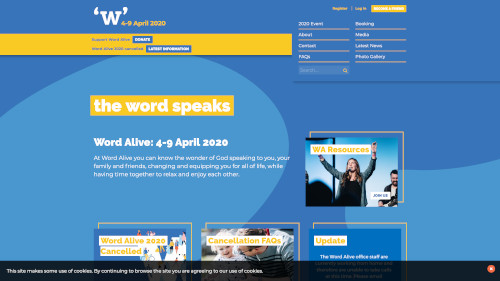 Register | Log In BECOME A FRIEND
'w'
4-9 April 2020
2020 Event Booking
About Media
Contact Latest News
FAQs Photo Gallery
Search...
Support Word Alive DONATE
Word Alive 2020 cancelled LATEST INFORMATION
the word speaks
Word Alive: 4-9 April 2020
At Word Alive you can know the wonder of God speaking to you, your
family and friends, changing and equipping you for all of life, while
having time together to relax and enjoy each other.
WA Resources
JOIN US
Word Alive 2020
Cancelled
Cancellation FAQs
Update
The Word Alive office staff are
This site makes some use of cookies. By continuing to browse the site you are agreeing to our use of cookies.